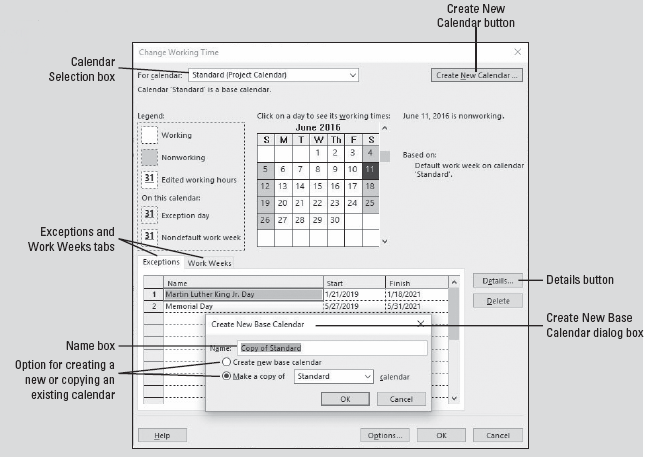 Create New
Calendar button
Calendar
Selection box
Change Working Time
For calendar: Standard (Project Calendar)
Create New Calendar ...
Calendar 'Standard' is a base calendar.
Legend:
Click on a day to see its working times:
June 11, 2016 is nonworking.
Working
Nonworking
31 Edited working hours
On this calendar:
31 Exception day
31 Nondefault work week
June 2016
S M T W Th F S
1 2 3 4
5 6 7 8 9 10 11
12 13 14 15 16 17 18
19 20 21 22 23 24 25
26 27 28 29 30
Based on:
Default work week on calendar
'Standard'.
Exceptions and
Work Weeks tabs
Exceptions Work Weeks
Name Start Finish
1 Martin Luther King Jr. Day 1/21/2019 1/18/2021
2 Memorial Day 5/27/2019 5/31/2021
Details...
Delete
Details button
Create New Base Calendar
Create New Base
Calendar dialog box
Name box
Name: Copy of Standard
Option for creating a
new or copying an
existing calendar
Create new base calendar
Make a copy of Standard calendar
OK Cancel
Help Options... OK Cancel